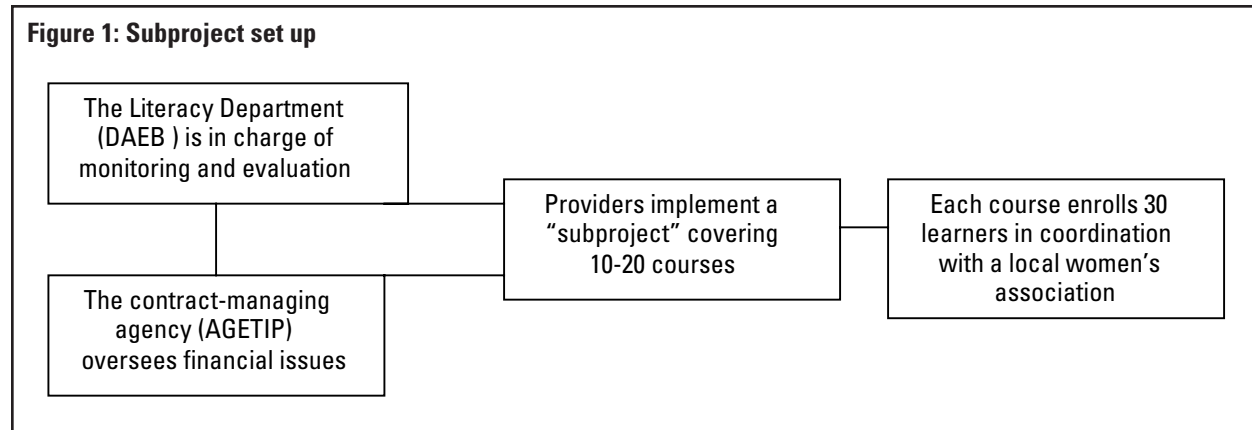 Figure 1: Subproject set up
The Literacy Department
(DAEB ) is in charge of
monitoring and evaluation
The contract-managing
agency (AGETIP)
oversees financial issues
Providers implement a
“subproject” covering
10-20 courses
Each course enrolls 30
learners in coordination
with a local women’s
association